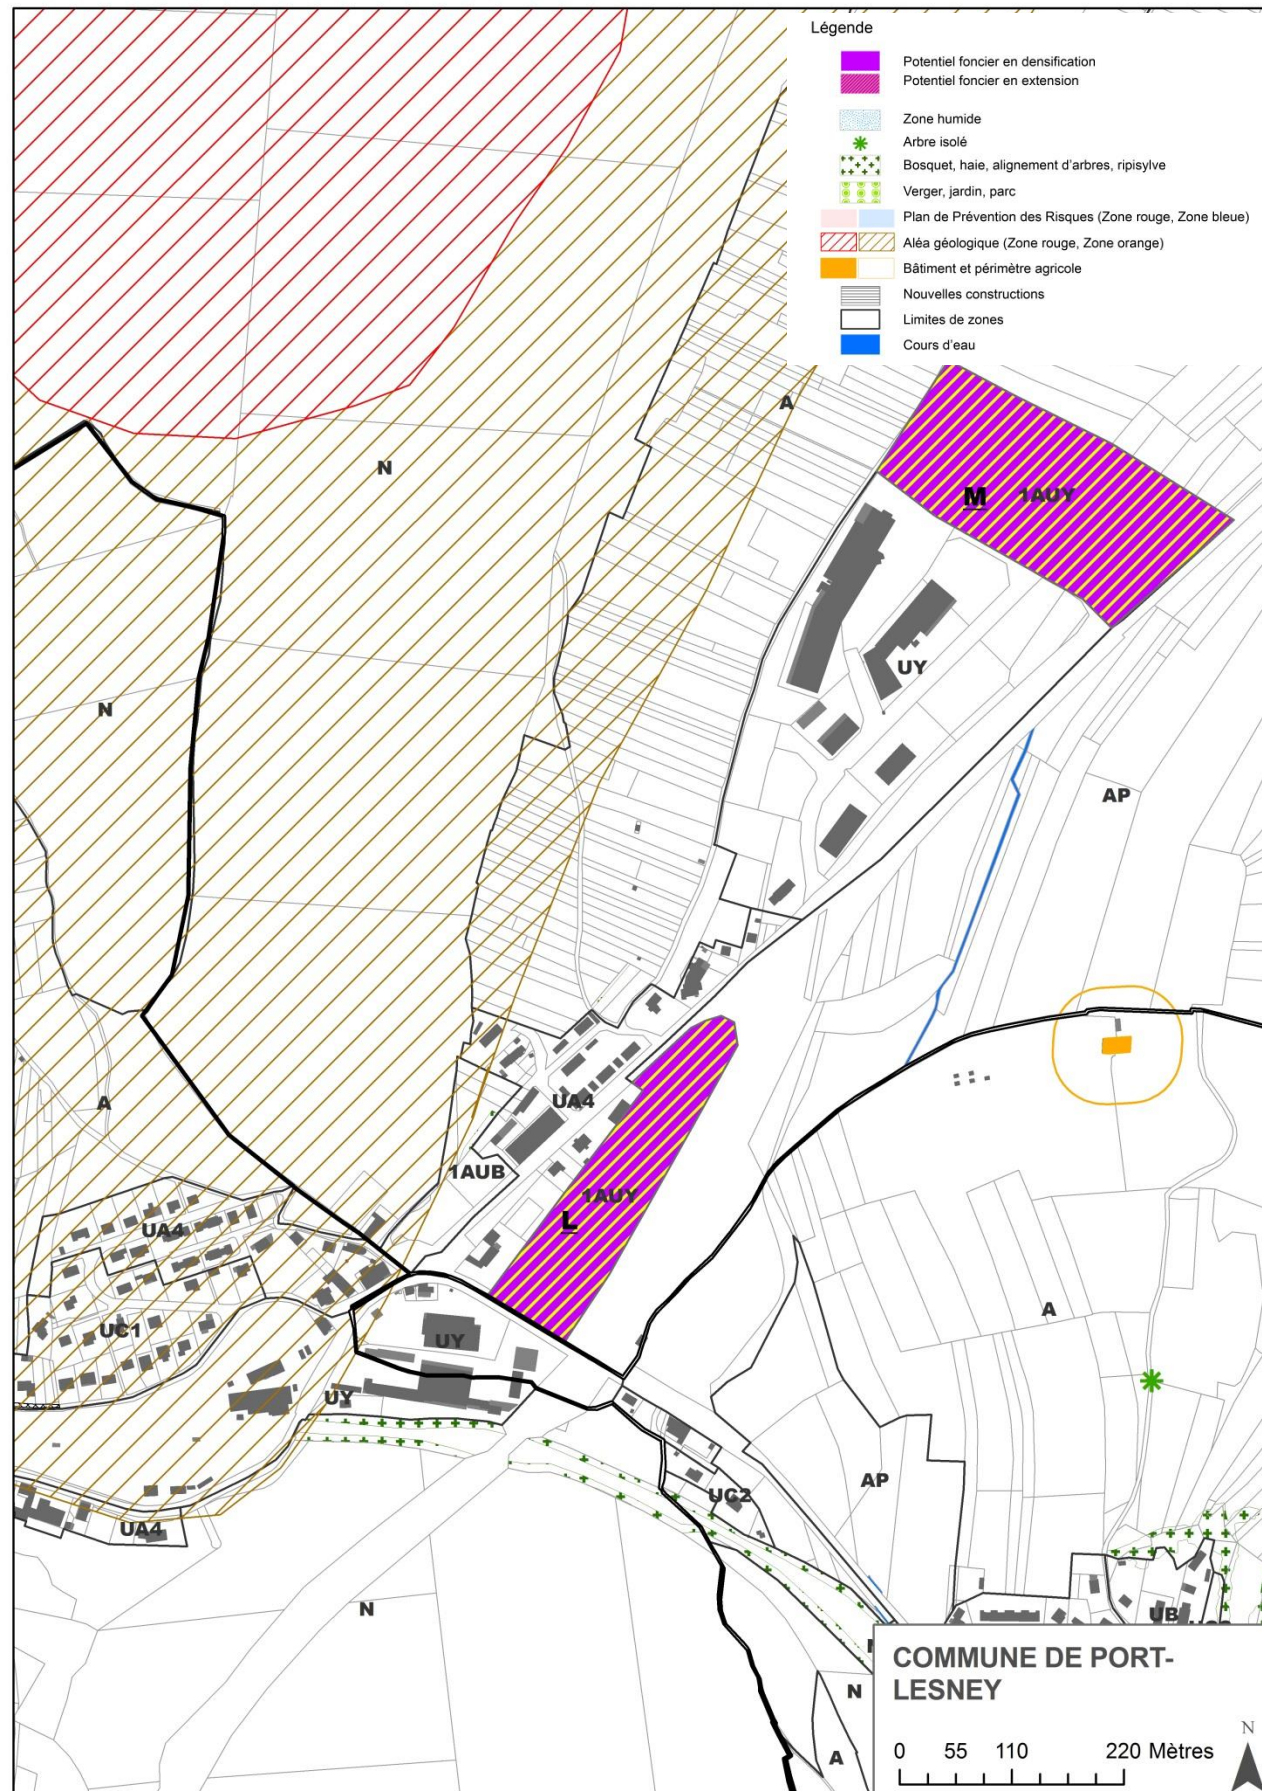 Légende
Potentiel foncier en densification
Potentiel foncier en extension
Zone humide
Arbre isolé
Bosquet, haie, alignement d'arbres, ripisylve
Verger, jardin, parc
Plan de Prévention des Risques (Zone rouge, Zone bleue)
Aléa géologique (Zone rouge, Zone orange)
Bâtiment et périmètre agricole
Nouvelles constructions
Limites de zones
Cours d'eau
A
N
M 1AUY
UY
N
AP
A
UA4
1AUB
1AUY
L
UA4
UC1
UY
A
UY
AP
UC2
UA4
N
UB
N
A
COMMUNE DE PORT-
LESNEY
N
0 55 110 220 Mètres